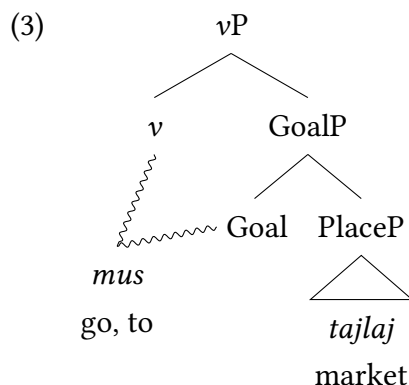 (3) vP
v GoalP
Goal PlaceP
mus
go, to
tajlaj
market